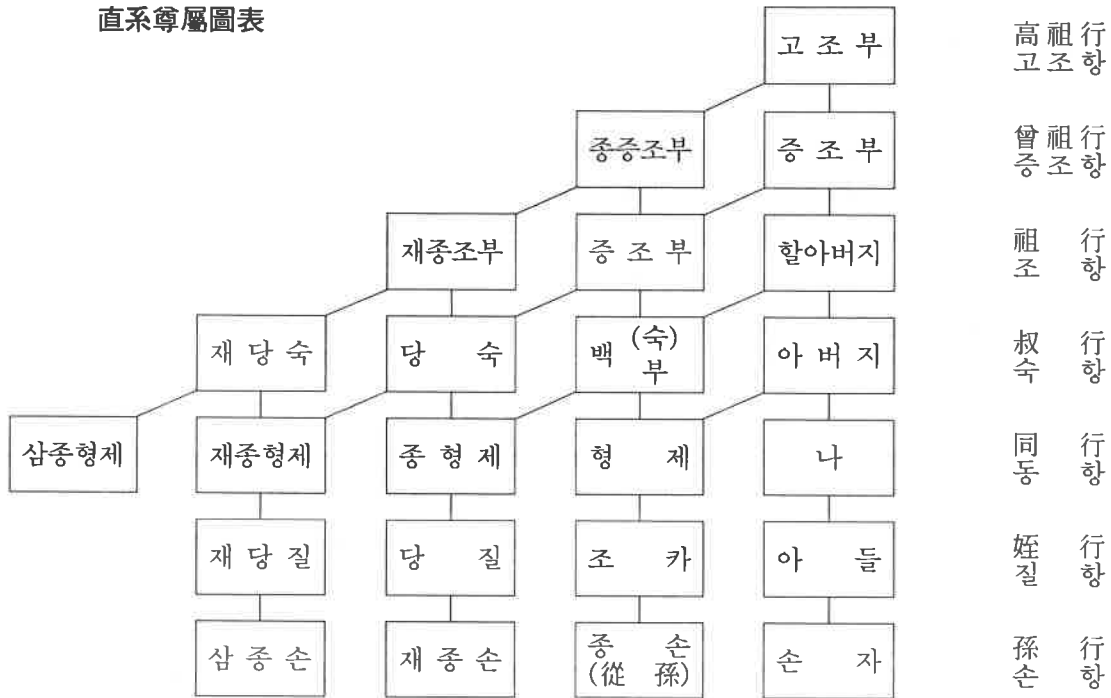 直系尊屬圖表
고조부
高祖行
고조항
종증조부
증조부
曾祖行
증조항
재종조부
증조부
할아버지
祖 行
조 항
재당숙
당 숙
백(숙)부
아버지
叔 行
숙 항
삼종형제
재종형제
종형제
형 제
나
同 行
동 항
재당질
당 질
조 카
아 들
姪 行
질 항
삼종손
재종손
종 손
(從 孫)
손 자
孫 行
손 항